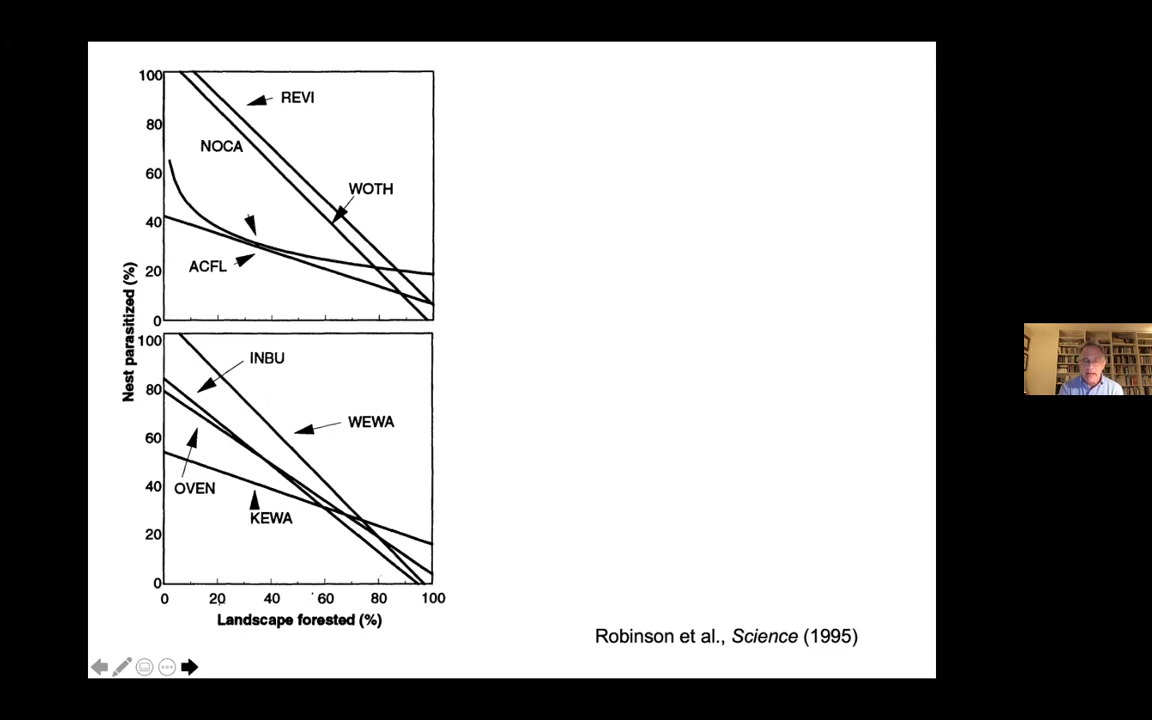 100
80
60
40
20
0
REVI
NOCA
WOTH
ACFL
Nest parasitized (%)
100
80
60
40
20
0
INBU
WEWA
OVEN
KEWA
0 20 40 60 80 100
Landscape forested (%)
Robinson et al., Science (1995)